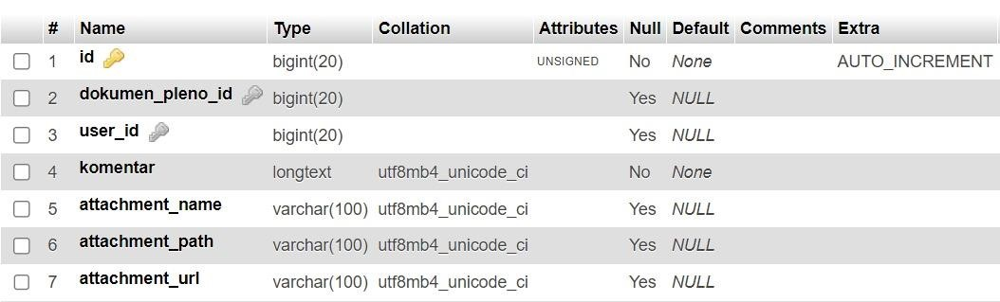 # Name Type Collation Attributes Null Default Comments Extra
1 id bigint(20) UNSIGNED No None AUTO_INCREMENT
2 dokumen_pleno_id bigint(20) Yes NULL
3 user_id bigint(20) Yes NULL
4 komentar longtext utf8mb4_unicode_ci No None
5 attachment_name varchar(100) utf8mb4_unicode_ci Yes NULL
6 attachment_path varchar(100) utf8mb4_unicode_ci Yes NULL
7 attachment_url varchar(100) utf8mb4_unicode_ci Yes NULL